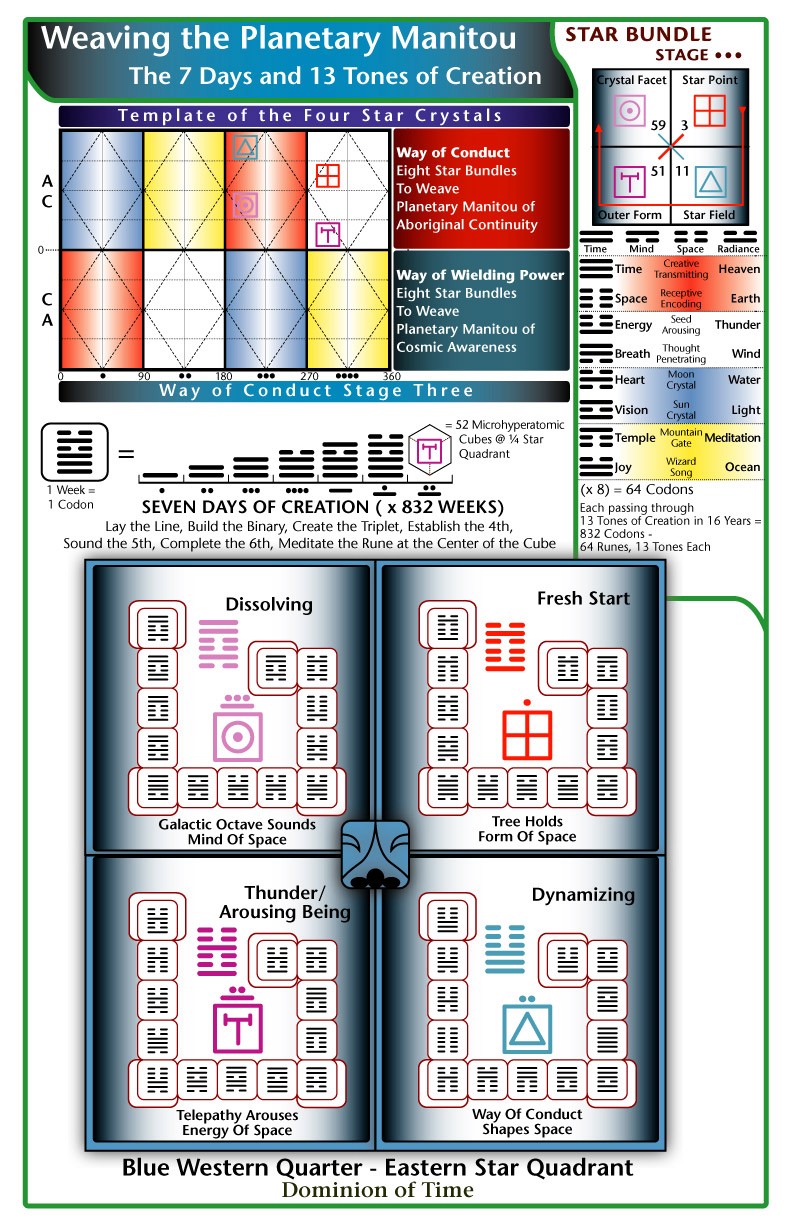 Weaving the Planetary Manitou
The 7 Days and 13 Tones of Creation
STAR BUNDLE
STAGE •••
Crystal Facet
Star Point
59
3
51
11
Outer Form
Star Field
Template of the Four Star Crystals
A
C
0
C
A
0
90
180
270
360
•
••
•••
••••
Way of Conduct
Eight Star Bundles
To Weave
Planetary Manitou of
Aboriginal Continuity
Way of Wielding Power
Eight Star Bundles
To Weave
Planetary Manitou of
Cosmic Awareness
Way of Conduct Stage Three
Time Mind Space Radiance
Time Creative Transmitting Heaven
Space Receptive Encoding Earth
Energy Seed Arousing Thunder
Breath Thought Penetrating Wind
Heart Moon Crystal Water
Vision Sun Crystal Light
Temple Mountain Gate Meditation
Joy Wizard Song Ocean
(x 8) = 64 Codons
Each passing through
13 Tones of Creation in 16 Years =
832 Codons -
64 Runes, 13 Tones Each
1 Week =
1 Codon
=
= 52 Microhyperatomic
Cubes @ ¼ Star
Quadrant
SEVEN DAYS OF CREATION ( x 832 WEEKS)
Lay the Line, Build the Binary, Create the Triplet, Establish the 4th,
Sound the 5th, Complete the 6th, Meditate the Rune at the Center of the Cube
Dissolving
Galactic Octave Sounds
Mind Of Space
Fresh Start
Tree Holds
Form Of Space
Thunder/
Arousing Being
Telepathy Arouses
Energy Of Space
Dynamizing
Way Of Conduct
Shapes Space
Blue Western Quarter - Eastern Star Quadrant
Dominion of Time